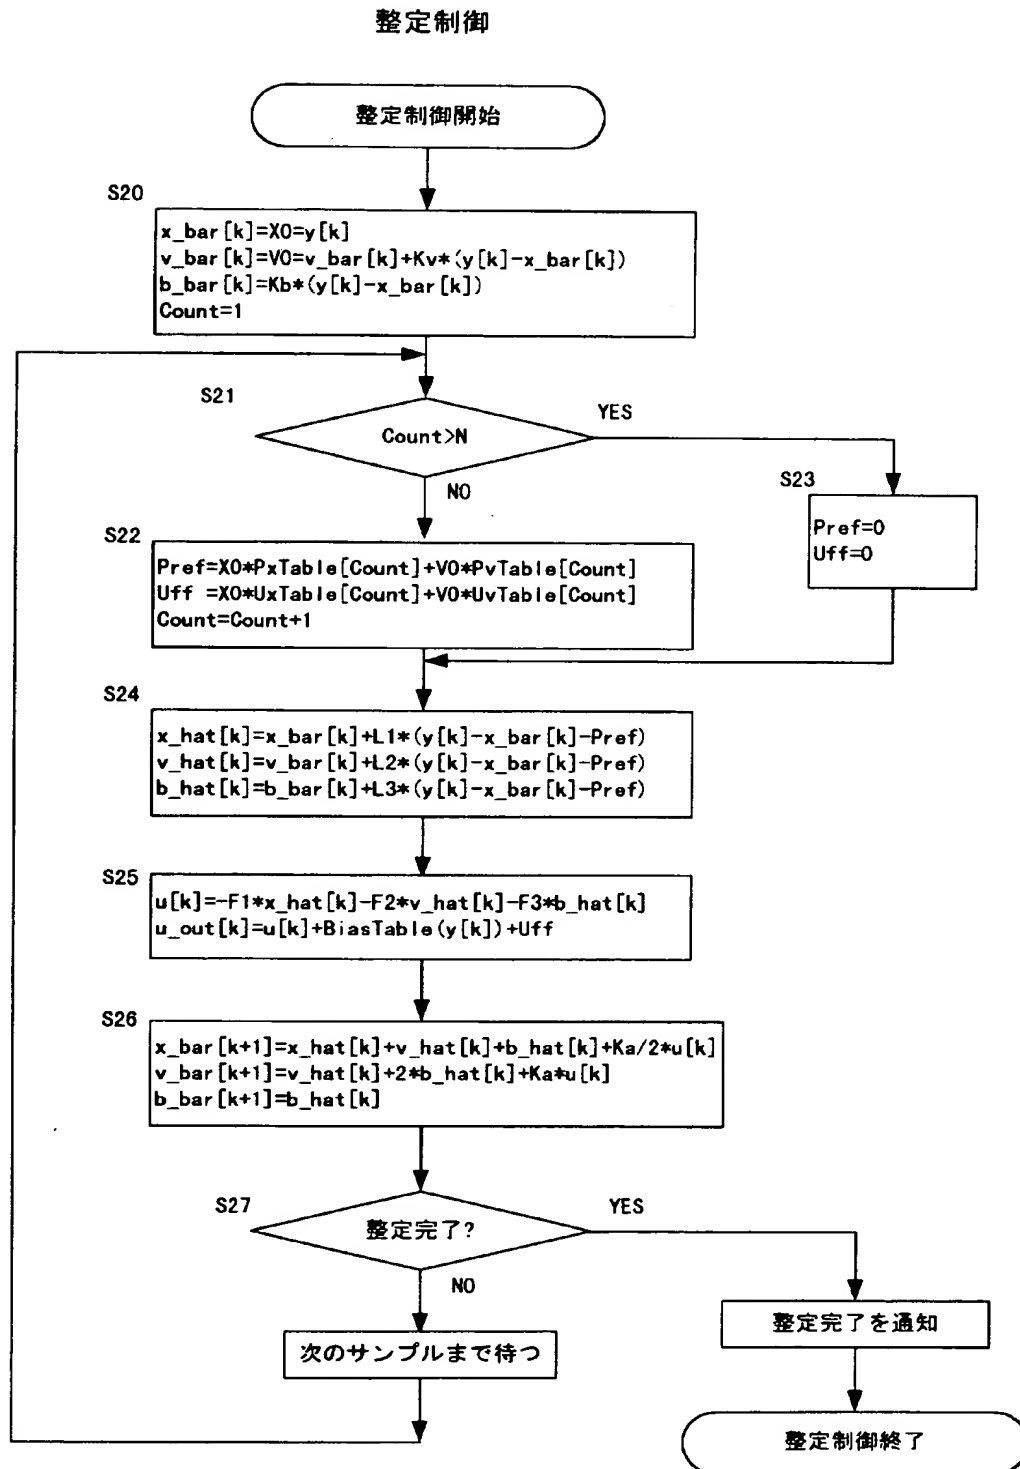 整定制御
整定制御開始
S20
x_bar[k]=X0=y[k]
v_bar[k]=V0=v_bar[k]+Kv*(y[k]-x_bar[k])
b_bar[k]=Kb*(y[k]-x_bar[k])
Count=1
S21
Count>N
YES
NO
S23
Pref=0
Uff=0
S22
Pref=X0*PxTable[Count]+V0*PvTable[Count]
Uff =X0*UxTable[Count]+V0*UvTable[Count]
Count=Count+1
S24
x_hat[k]=x_bar[k]+L1*(y[k]-x_bar[k]-Pref)
v_hat[k]=v_bar[k]+L2*(y[k]-x_bar[k]-Pref)
b_hat[k]=b_bar[k]+L3*(y[k]-x_bar[k]-Pref)
S25
u[k]=-F1*x_hat[k]-F2*v_hat[k]-F3*b_hat[k]
u_out[k]=u[k]+BiasTable(y[k])+Uff
S26
x_bar[k+1]=x_hat[k]+v_hat[k]+b_hat[k]+Ka/2*u[k]
v_bar[k+1]=v_hat[k]+2*b_hat[k]+Ka*u[k]
b_bar[k+1]=b_hat[k]
S27
整定完了?
YES
NO
整定完了を通知
次のサンプルまで待つ
整定制御終了